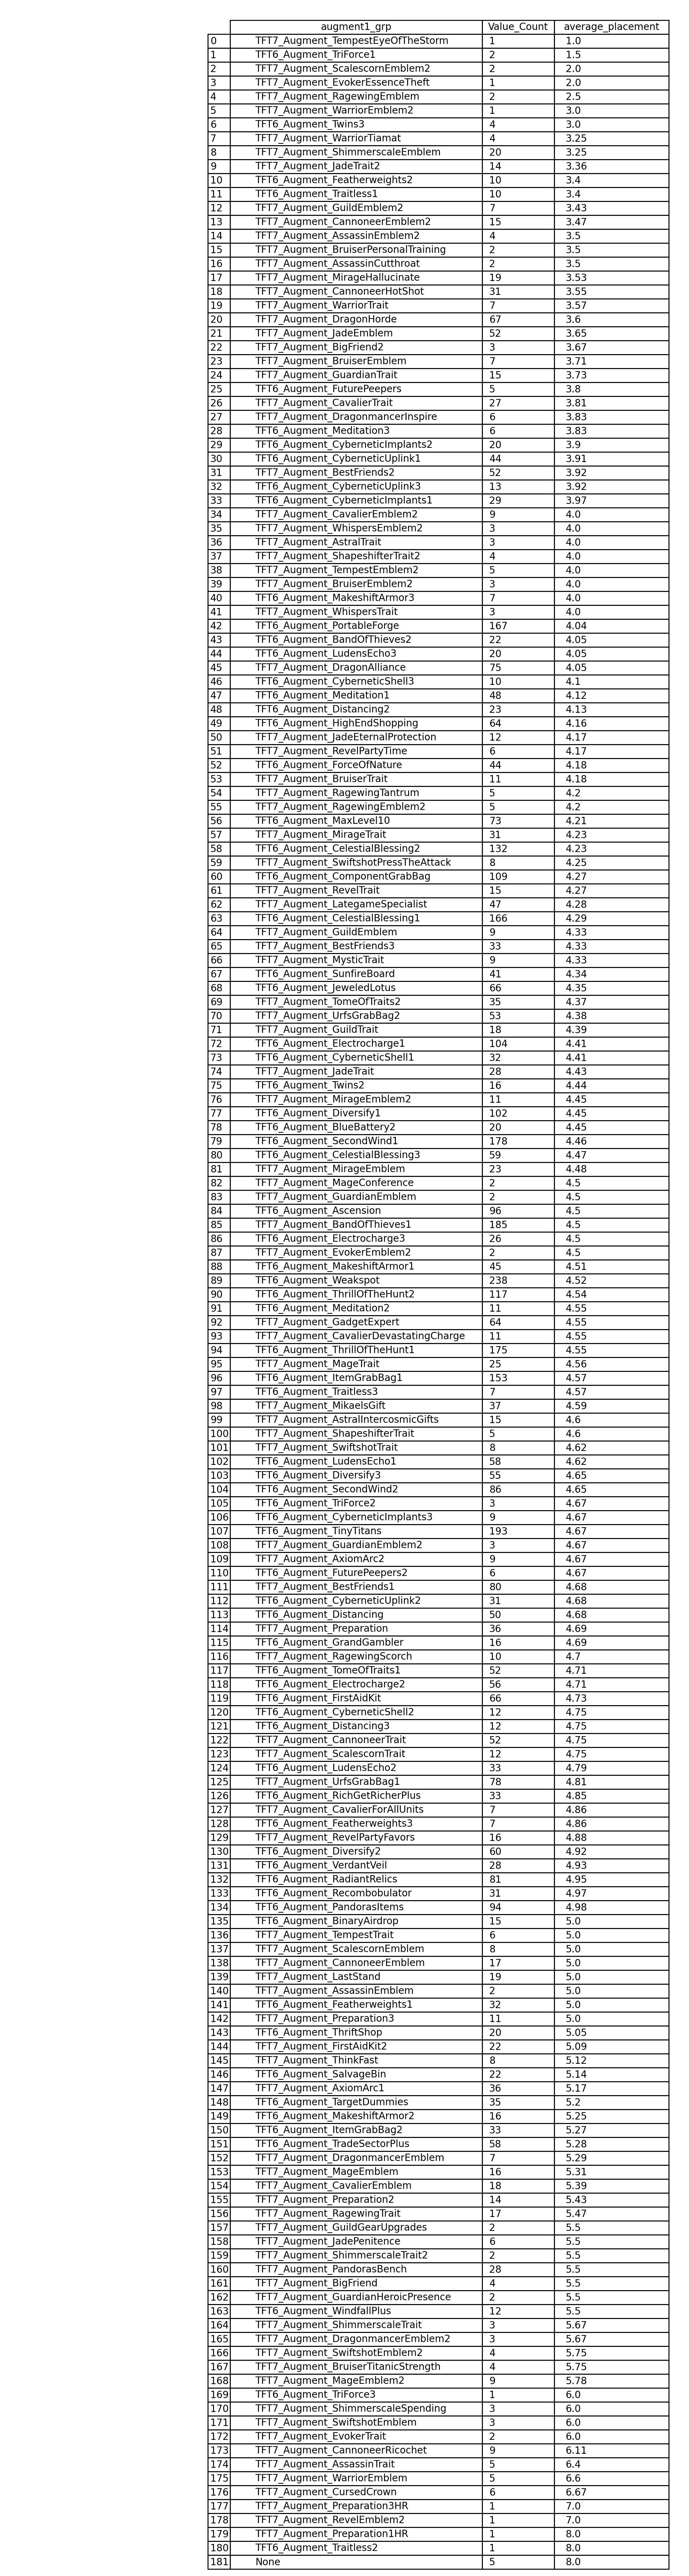 augment1_grp Value_Count average_placement
0 TFT7_Augment_TempestEyeOfTheStorm 1 1.0
1 TFT6_Augment_TriForce1 2 1.5
2 TFT7_Augment_ScalescornEmblem2 2 2.0
3 TFT7_Augment_EvokerEssenceTheft 1 2.0
4 TFT7_Augment_RagewingEmblem 2 2.5
5 TFT7_Augment_WarriorEmblem2 1 3.0
6 TFT6_Augment_Twins3 4 3.0
7 TFT7_Augment_WarriorTiamat 4 3.25
8 TFT7_Augment_ShimmerscaleEmblem 20 3.25
9 TFT7_Augment_JadeTrait2 14 3.36
10 TFT6_Augment_Featherweights2 10 3.4
11 TFT6_Augment_Traitless1 10 3.4
12 TFT7_Augment_GuildEmblem2 7 3.43
13 TFT7_Augment_CannoneerEmblem2 15 3.47
14 TFT7_Augment_AssassinEmblem2 4 3.5
15 TFT7_Augment_BruiserPersonalTraining 2 3.5
16 TFT7_Augment_AssassinCutthroat 2 3.5
17 TFT7_Augment_MirageHallucinate 19 3.53
18 TFT7_Augment_CannoneerHotShot 31 3.55
19 TFT7_Augment_WarriorTrait 7 3.57
20 TFT7_Augment_DragonHorde 67 3.6
21 TFT7_Augment_JadeEmblem 52 3.65
22 TFT7_Augment_BigFriend2 3 3.67
23 TFT7_Augment_BruiserEmblem 7 3.71
24 TFT7_Augment_GuardianTrait 15 3.73
25 TFT6_Augment_FuturePeepers 5 3.8
26 TFT7_Augment_CavalierTrait 27 3.81
27 TFT7_Augment_DragonmancerInspire 6 3.83
28 TFT6_Augment_Meditation3 6 3.83
29 TFT6_Augment_CyberneticImplants2 20 3.9
30 TFT6_Augment_CyberneticUplink1 44 3.91
31 TFT7_Augment_BestFriends2 52 3.92
32 TFT6_Augment_CyberneticUplink3 13 3.92
33 TFT6_Augment_CyberneticImplants1 29 3.97
34 TFT7_Augment_CavalierEmblem2 9 4.0
35 TFT7_Augment_WhispersEmblem2 3 4.0
36 TFT7_Augment_AstralTrait 3 4.0
37 TFT7_Augment_ShapeshifterTrait2 4 4.0
38 TFT7_Augment_TempestEmblem2 5 4.0
39 TFT7_Augment_BruiserEmblem2 3 4.0
40 TFT6_Augment_MakeshiftArmor3 7 4.0
41 TFT7_Augment_WhispersTrait 3 4.0
42 TFT6_Augment_PortableForge 167 4.04
43 TFT6_Augment_BandOfThieves2 22 4.05
44 TFT6_Augment_LudensEcho3 20 4.05
45 TFT7_Augment_DragonAlliance 75 4.05
46 TFT6_Augment_CyberneticShell3 10 4.1
47 TFT6_Augment_Meditation1 48 4.12
48 TFT6_Augment_Distancing2 23 4.13
49 TFT6_Augment_HighEndShopping 64 4.16
50 TFT7_Augment_JadeEternalProtection 12 4.17
51 TFT7_Augment_RevelPartyTime 6 4.17
52 TFT6_Augment_ForceOfNature 44 4.18
53 TFT7_Augment_BruiserTrait 11 4.18
54 TFT7_Augment_RagewingTantrum 5 4.2
55 TFT7_Augment_RagewingEmblem2 5 4.2
56 TFT6_Augment_MaxLevel10 73 4.21
57 TFT7_Augment_MirageTrait 31 4.23
58 TFT6_Augment_CelestialBlessing2 132 4.23
59 TFT7_Augment_SwiftshotPressTheAttack 8 4.25
60 TFT6_Augment_ComponentGrabBag 109 4.27
61 TFT7_Augment_RevelTrait 15 4.27
62 TFT7_Augment_LategameSpecialist 47 4.28
63 TFT6_Augment_CelestialBlessing1 166 4.29
64 TFT7_Augment_GuildEmblem 9 4.33
65 TFT7_Augment_BestFriends3 33 4.33
66 TFT7_Augment_MysticTrait 9 4.33
67 TFT6_Augment_SunfireBoard 41 4.34
68 TFT6_Augment_JeweledLotus 66 4.35
69 TFT7_Augment_TomeOfTraits2 35 4.37
70 TFT7_Augment_UrfsGrabBag2 53 4.38
71 TFT7_Augment_GuildTrait 18 4.39
72 TFT6_Augment_Electrocharge1 104 4.41
73 TFT6_Augment_CyberneticShell1 32 4.41
74 TFT7_Augment_JadeTrait 28 4.43
75 TFT6_Augment_Twins2 16 4.44
76 TFT7_Augment_MirageEmblem2 11 4.45
77 TFT6_Augment_Diversify1 102 4.45
78 TFT6_Augment_BlueBattery2 20 4.45
79 TFT6_Augment_SecondWind1 178 4.46
80 TFT6_Augment_CelestialBlessing3 59 4.47
81 TFT7_Augment_MirageEmblem 23 4.48
82 TFT7_Augment_MageConference 2 4.5
83 TFT7_Augment_GuardianEmblem 2 4.5
84 TFT6_Augment_Ascension 96 4.5
85 TFT7_Augment_BandOfThieves1 185 4.5
86 TFT6_Augment_Electrocharge3 26 4.5
87 TFT7_Augment_EvokerEmblem2 2 4.5
88 TFT6_Augment_MakeshiftArmor1 45 4.51
89 TFT6_Augment_Weakspot 238 4.52
90 TFT6_Augment_ThrillOfTheHunt2 117 4.54
91 TFT6_Augment_Meditation2 11 4.55
92 TFT7_Augment_GadgetExpert 64 4.55
93 TFT7_Augment_CavalierDevastatingCharge 11 4.55
94 TFT6_Augment_ThrillOfTheHunt1 175 4.55
95 TFT7_Augment_MageTrait 25 4.56
96 TFT6_Augment_ItemGrabBag1 153 4.57
97 TFT6_Augment_Traitless3 7 4.57
98 TFT7_Augment_MikaelsGift 37 4.59
99 TFT7_Augment_AstralIntercosmicGifts 15 4.6
100 TFT7_Augment_ShapeshifterTrait 5 4.6
101 TFT7_Augment_SwiftshotTrait 8 4.62
102 TFT6_Augment_LudensEcho1 58 4.62
103 TFT6_Augment_Diversify3 55 4.65
104 TFT6_Augment_SecondWind2 86 4.65
105 TFT6_Augment_TriForce2 3 4.67
106 TFT6_Augment_CyberneticImplants3 9 4.67
107 TFT6_Augment_TinyTitans 193 4.67
108 TFT7_Augment_GuardianEmblem2 3 4.67
109 TFT7_Augment_AxiomArc2 9 4.67
110 TFT6_Augment_FuturePeepers2 6 4.67
111 TFT7_Augment_BestFriends1 80 4.68
112 TFT6_Augment_CyberneticUplink2 31 4.68
113 TFT6_Augment_Distancing 50 4.68
114 TFT7_Augment_Preparation 36 4.69
115 TFT6_Augment_GrandGambler 16 4.69
116 TFT7_Augment_RagewingScorch 10 4.7
117 TFT6_Augment_TomeOfTraits1 52 4.71
118 TFT6_Augment_Electrocharge2 56 4.71
119 TFT6_Augment_FirstAidKit 66 4.73
120 TFT6_Augment_CyberneticShell2 12 4.75
121 TFT6_Augment_Distancing3 12 4.75
122 TFT7_Augment_CannoneerTrait 52 4.75
123 TFT7_Augment_ScalescornTrait 12 4.75
124 TFT6_Augment_LudensEcho2 33 4.79
125 TFT7_Augment_UrfsGrabBag1 78 4.81
126 TFT6_Augment_RichGetRicherPlus 33 4.85
127 TFT7_Augment_CavalierForAllUnits 7 4.86
128 TFT6_Augment_Featherweights3 7 4.86
129 TFT7_Augment_RevelPartyFavors 16 4.88
130 TFT6_Augment_Diversify2 60 4.92
131 TFT6_Augment_VerdantVeil 28 4.93
132 TFT6_Augment_RadiantRelics 81 4.95
133 TFT7_Augment_Recombobulator 31 4.97
134 TFT6_Augment_PandorasItems 94 4.98
135 TFT6_Augment_BinaryAirdrop 15 5.0
136 TFT7_Augment_TempestTrait 6 5.0
137 TFT7_Augment_ScalescornEmblem 8 5.0
138 TFT7_Augment_CannoneerEmblem 17 5.0
139 TFT7_Augment_LastStand 19 5.0
140 TFT7_Augment_AssassinEmblem 2 5.0
141 TFT6_Augment_Featherweights1 32 5.0
142 TFT7_Augment_Preparation3 11 5.0
143 TFT6_Augment_ThriftShop 20 5.05
144 TFT7_Augment_FirstAidKit2 22 5.09
145 TFT7_Augment_ThinkFast 8 5.12
146 TFT6_Augment_SalvageBin 22 5.14
147 TFT7_Augment_AxiomArc1 36 5.17
148 TFT6_Augment_TargetDummies 35 5.2
149 TFT6_Augment_MakeshiftArmor2 16 5.25
150 TFT6_Augment_ItemGrabBag2 33 5.27
151 TFT6_Augment_TradeSectorPlus 58 5.28
152 TFT7_Augment_DragonmancerEmblem 7 5.29
153 TFT7_Augment_MageEmblem 16 5.31
154 TFT7_Augment_CavalierEmblem 18 5.39
155 TFT7_Augment_Preparation2 14 5.43
156 TFT7_Augment_RagewingTrait 17 5.47
157 TFT7_Augment_GuildGearUpgrades 2 5.5
158 TFT7_Augment_JadePenitence 6 5.5
159 TFT7_Augment_ShimmerscaleTrait2 2 5.5
160 TFT7_Augment_PandorasBench 28 5.5
161 TFT7_Augment_BigFriend 4 5.5
162 TFT7_Augment_GuardianHeroicPresence 2 5.5
163 TFT6_Augment_WindfallPlus 12 5.5
164 TFT7_Augment_ShimmerscaleTrait 3 5.67
165 TFT7_Augment_DragonmancerEmblem2 3 5.67
166 TFT7_Augment_SwiftshotEmblem2 4 5.75
167 TFT7_Augment_BruiserTitanicStrength 4 5.75
168 TFT7_Augment_MageEmblem2 9 5.78
169 TFT6_Augment_TriForce3 1 6.0
170 TFT7_Augment_ShimmerscaleSpending 3 6.0
171 TFT7_Augment_SwiftshotEmblem 3 6.0
172 TFT7_Augment_EvokerTrait 2 6.0
173 TFT7_Augment_CannoneerRicochet 9 6.11
174 TFT7_Augment_AssassinTrait 5 6.4
175 TFT7_Augment_WarriorEmblem 5 6.6
176 TFT7_Augment_CursedCrown 6 6.67
177 TFT7_Augment_Preparation3HR 1 7.0
178 TFT7_Augment_RevelEmblem2 1 7.0
179 TFT7_Augment_Preparation1HR 1 8.0
180 TFT6_Augment_Traitless2 1 8.0
181 None 5 8.0